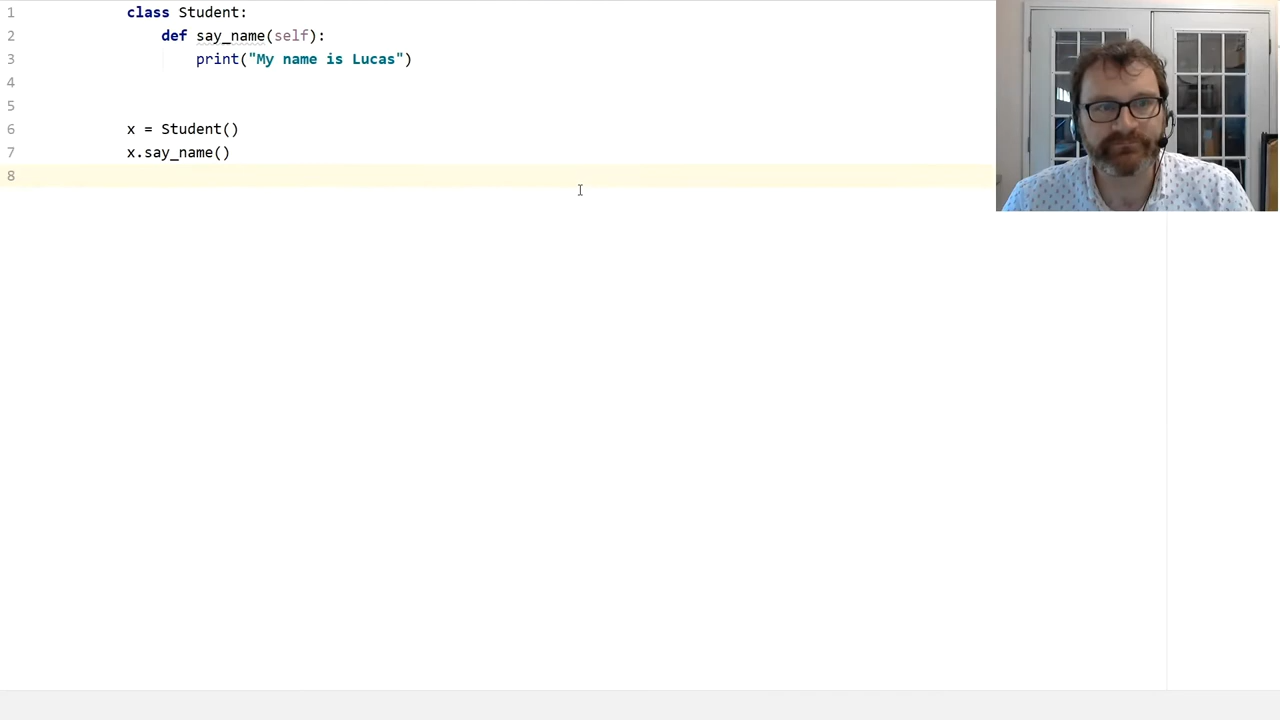 1 class Student:
2     def say_name(self):
3         print("My name is Lucas")
4
5
6 x = Student()
7 x.say_name()
8